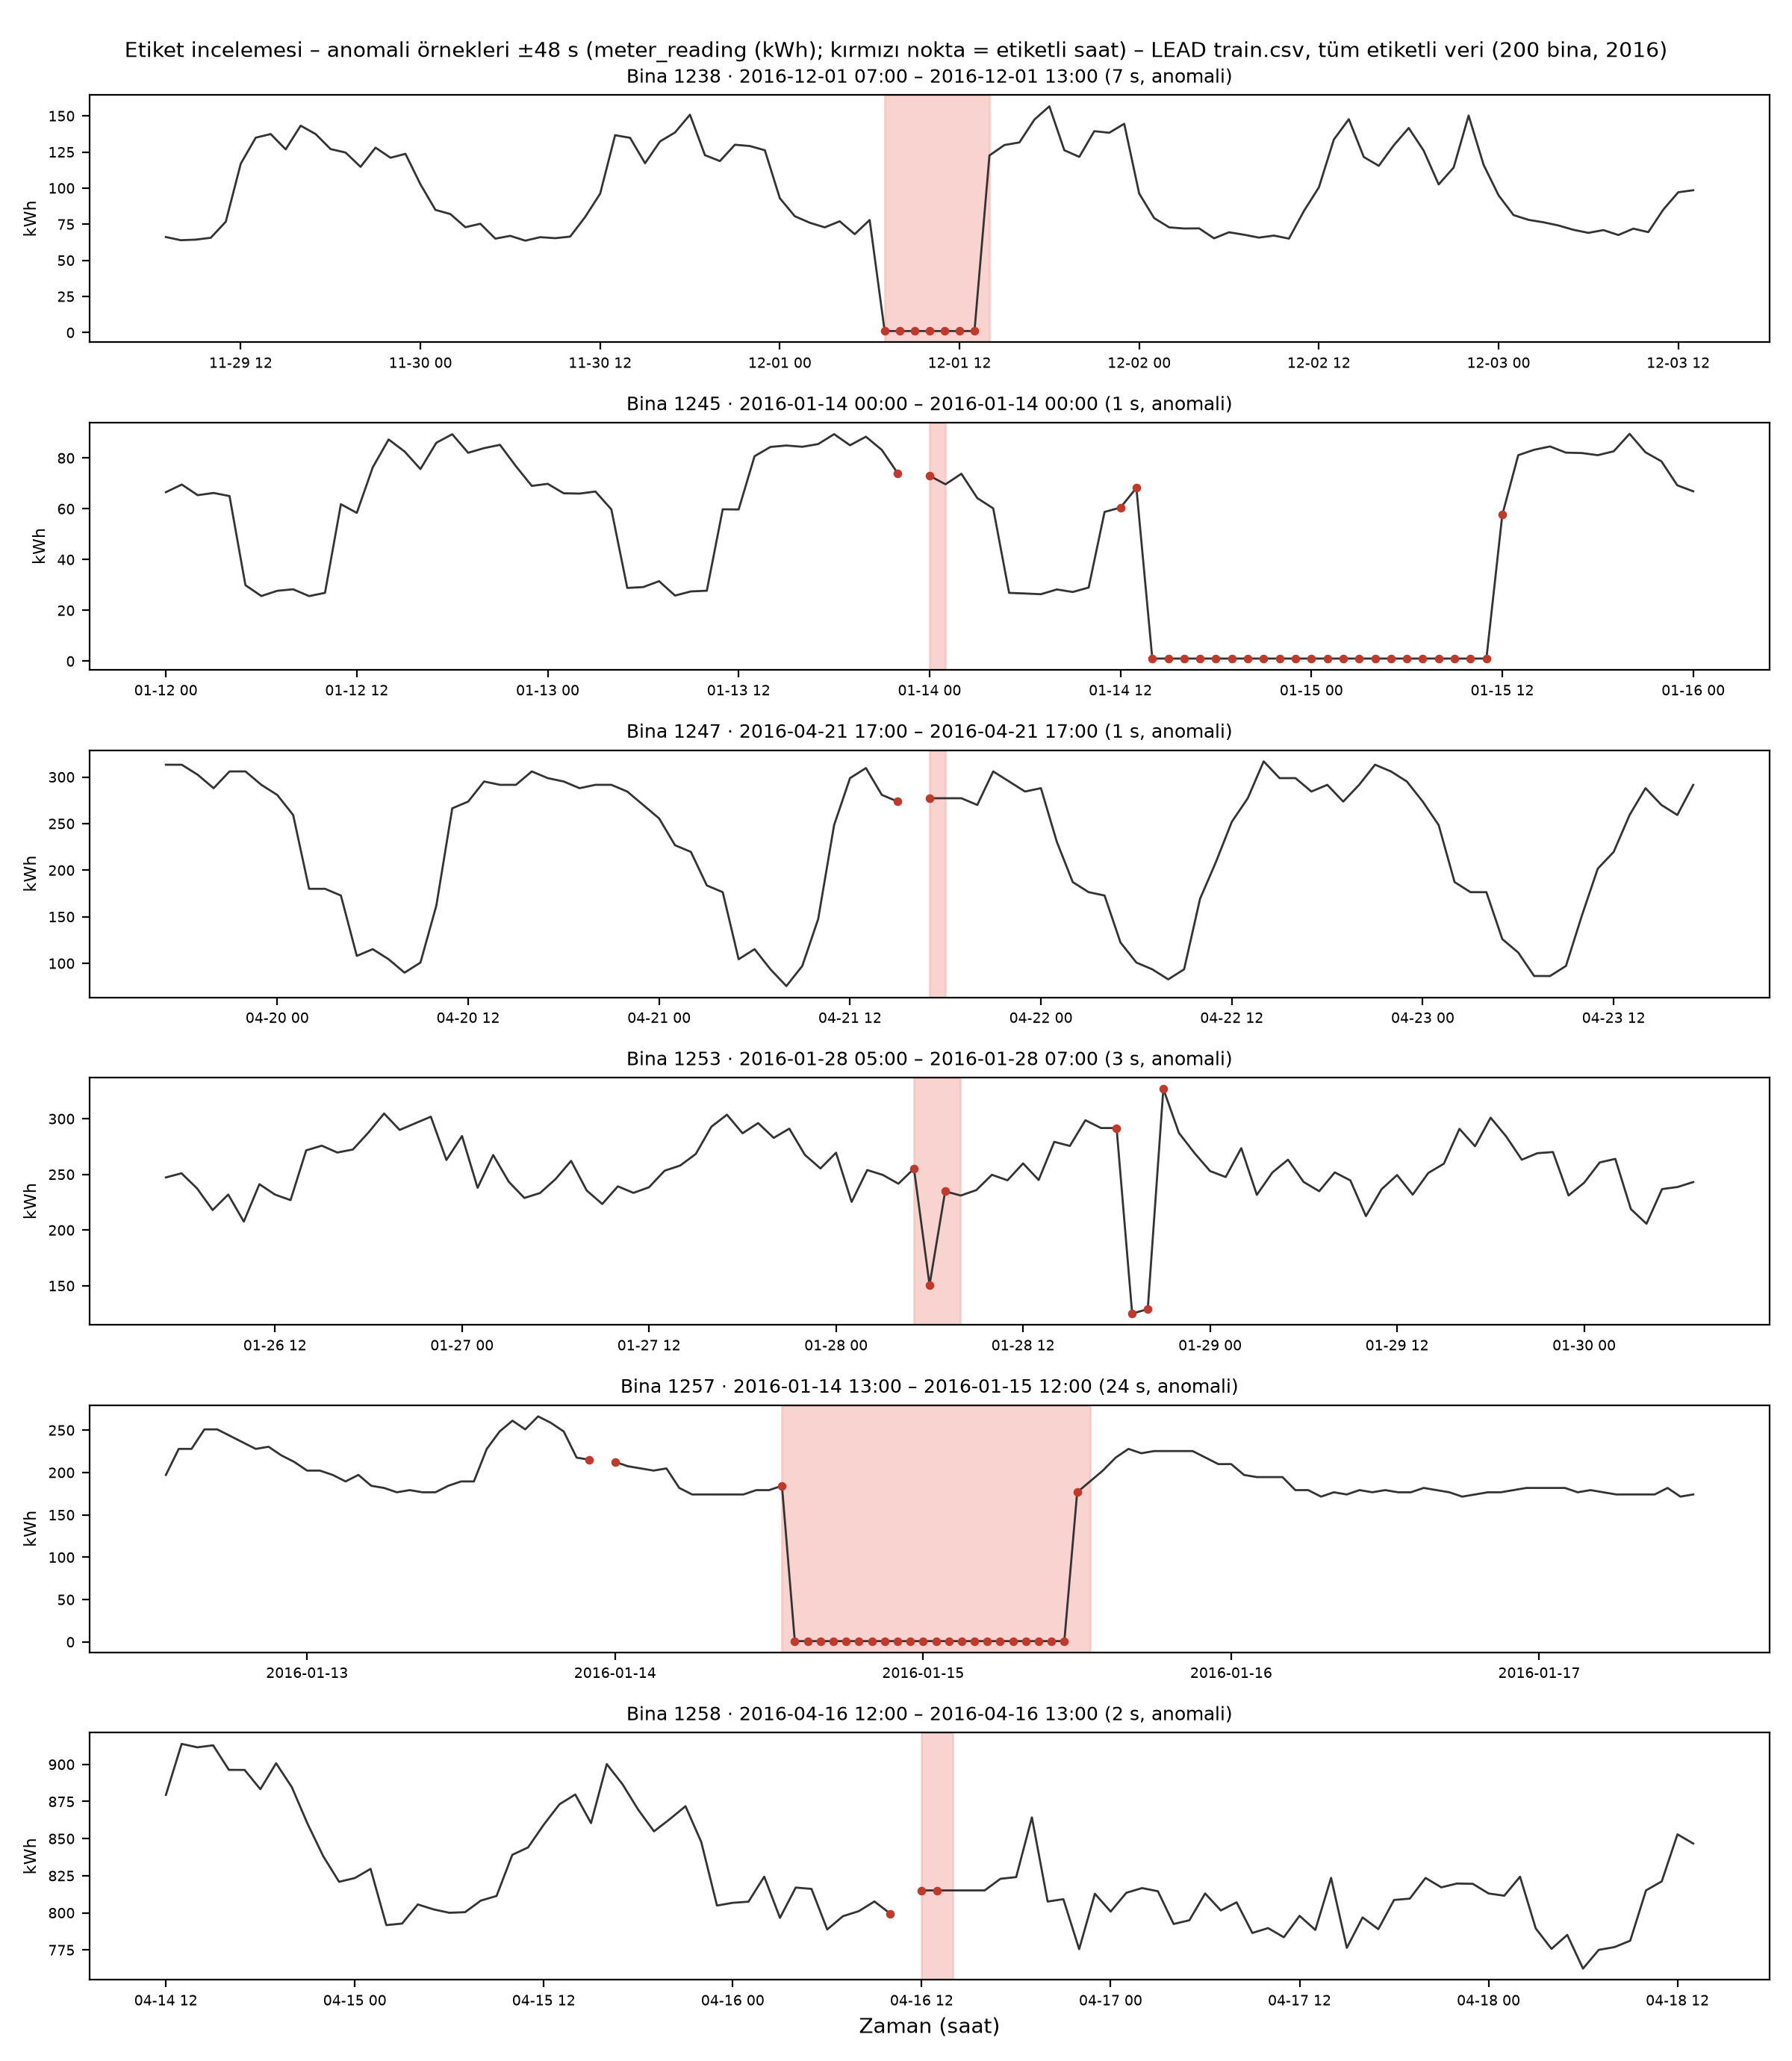 Etiket incelemesi – anomali örnekleri ±48 s (meter_reading (kWh); kırmızı nokta = etiketli saat) – LEAD train.csv, tüm etiketli veri (200 bina, 2016)
Bina 1238 · 2016-12-01 07:00 – 2016-12-01 13:00 (7 s, anomali)
150
125
100
75
50
25
0
kWh
11-29 12 11-30 00 11-30 12 12-01 00 12-01 12 12-02 00 12-02 12 12-03 00 12-03 12
Bina 1245 · 2016-01-14 00:00 – 2016-01-14 00:00 (1 s, anomali)
80
60
40
20
0
kWh
01-12 00 01-12 12 01-13 00 01-13 12 01-14 00 01-14 12 01-15 00 01-15 12 01-16 00
Bina 1247 · 2016-04-21 17:00 – 2016-04-21 17:00 (1 s, anomali)
300
250
200
150
100
kWh
04-20 00 04-20 12 04-21 00 04-21 12 04-22 00 04-22 12 04-23 00 04-23 12
Bina 1253 · 2016-01-28 05:00 – 2016-01-28 07:00 (3 s, anomali)
300
250
200
150
kWh
01-26 12 01-27 00 01-27 12 01-28 00 01-28 12 01-29 00 01-29 12 01-30 00
Bina 1257 · 2016-01-14 13:00 – 2016-01-15 12:00 (24 s, anomali)
250
200
150
100
50
0
kWh
2016-01-13 2016-01-14 2016-01-15 2016-01-16 2016-01-17
Bina 1258 · 2016-04-16 12:00 – 2016-04-16 13:00 (2 s, anomali)
900
875
850
825
800
775
kWh
04-14 12 04-15 00 04-15 12 04-16 00 04-16 12 04-17 00 04-17 12 04-18 00 04-18 12
Zaman (saat)